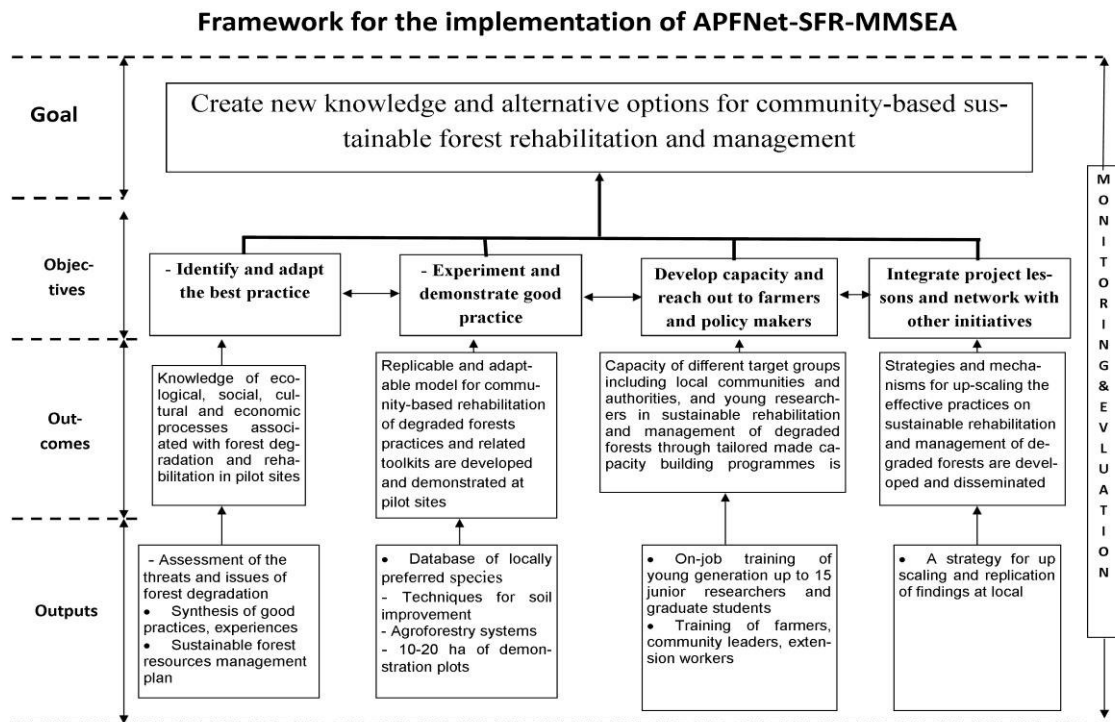 Framework for the implementation of APFNet-SFR-MMSEA
Goal
Create new knowledge and alternative options for community-based sus-
tainable forest rehabilitation and management
Objec-
tives
- Identify and adapt
the best practice
- Experiment and
demonstrate good
practice
Develop capacity and
reach out to farmers
and policy makers
Integrate project les-
sons and network with
other initiatives
Out-
comes
Knowledge of eco-
logical, social, cul-
tural and economic
processes associ-
ated with forest deg-
radation and reha-
bilitation in pilot sites
Replicable and adapt-
able model for commu-
nity-based rehabilitation
of degraded forests
practices and related
toolkits are developed
and demonstrated at
pilot sites
Capacity of different target groups
including local communities and
authorities, and young research-
ers in sustainable rehabilitation
and management of degraded
forests through tailored made ca-
pacity building programmes is
Strategies and mecha-
nisms for up-scaling the
effective practices on
sustainable rehabilitation
and management of de-
graded forests are devel-
oped and disseminated
Outputs
- Assessment of the
threats and issues of
forest degradation
• Synthesis of good
practices, experiences
• Sustainable forest
resources management
plan
• Database of locally
preferred species
- Techniques for soil
improvement
- Agroforestry systems
- 10-20 ha of demon-
stration plots
• On-job training of
young generation up to 15
junior researchers and
graduate students
• Training of farmers,
community leaders, exten-
sion workers
• A strategy for up
scaling and replication
of findings at local
MONITORING&EVLUATION